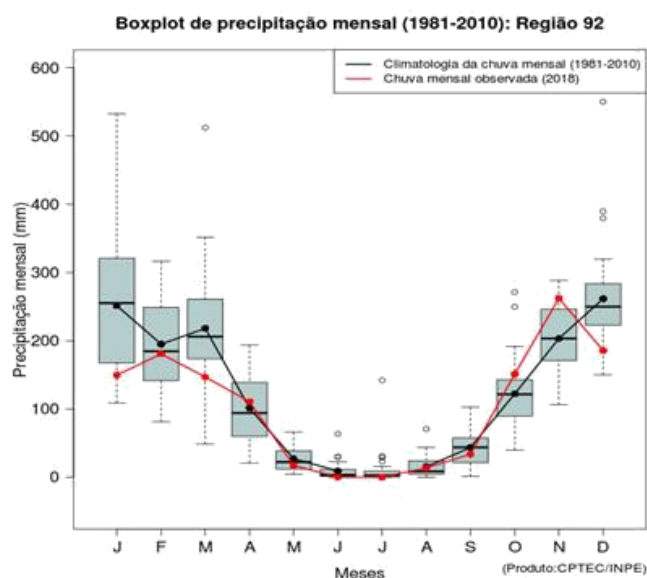 Boxplot de precipitação mensal (1981-2010): Região 92
Climatologia da chuva mensal (1981-2010)
Chuva mensal observada (2018)
Precipitação mensal (mm)
600
500
400
300
200
100
0
J F M A M J J A S O N D
Meses
(Produto:CPTEC/INPE)